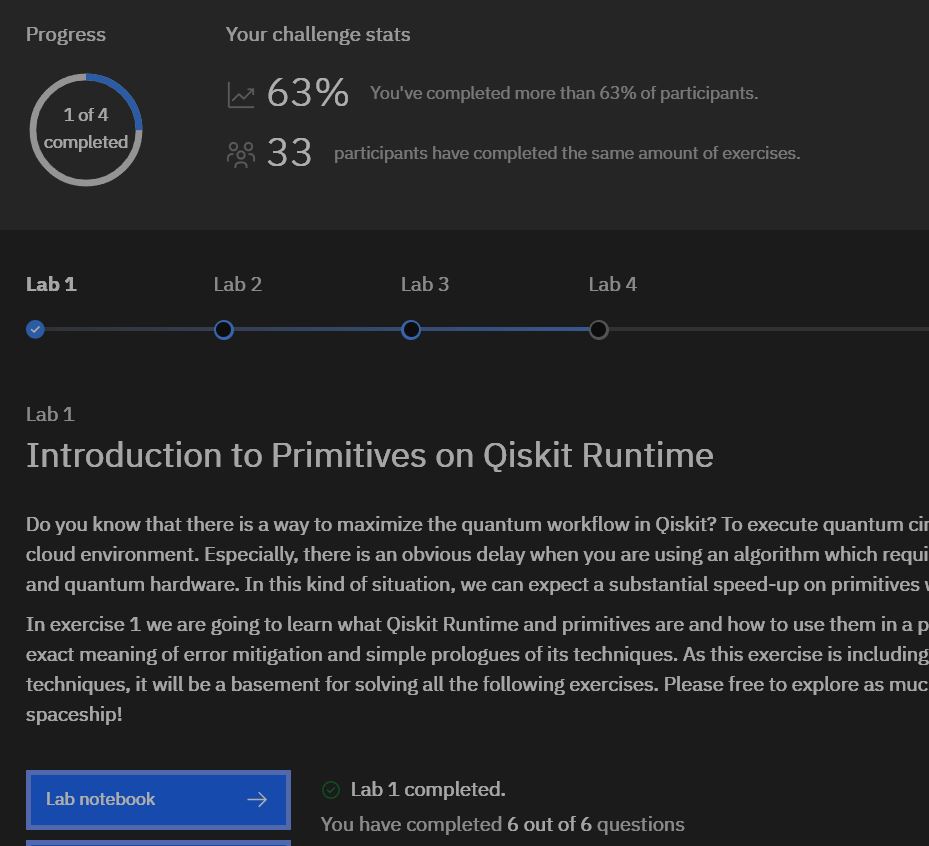 Progress
Your challenge stats
1 of 4
completed
63% You've completed more than 63% of participants.
33 participants have completed the same amount of exercises.
Lab 1 Lab 2 Lab 3 Lab 4
Lab 1
Introduction to Primitives on Qiskit Runtime
Do you know that there is a way to maximize the quantum workflow in Qiskit? To execute quantum cir
cloud environment. Especially, there is an obvious delay when you are using an algorithm which requi
and quantum hardware. In this kind of situation, we can expect a substantial speed-up on primitives w
In exercise 1 we are going to learn what Qiskit Runtime and primitives are and how to use them in a p
exact meaning of error mitigation and simple prologues of its techniques. As this exercise is including
techniques, it will be a basement for solving all the following exercises. Please free to explore as muc
spaceship!
Lab notebook
Lab 1 completed.
You have completed 6 out of 6 questions